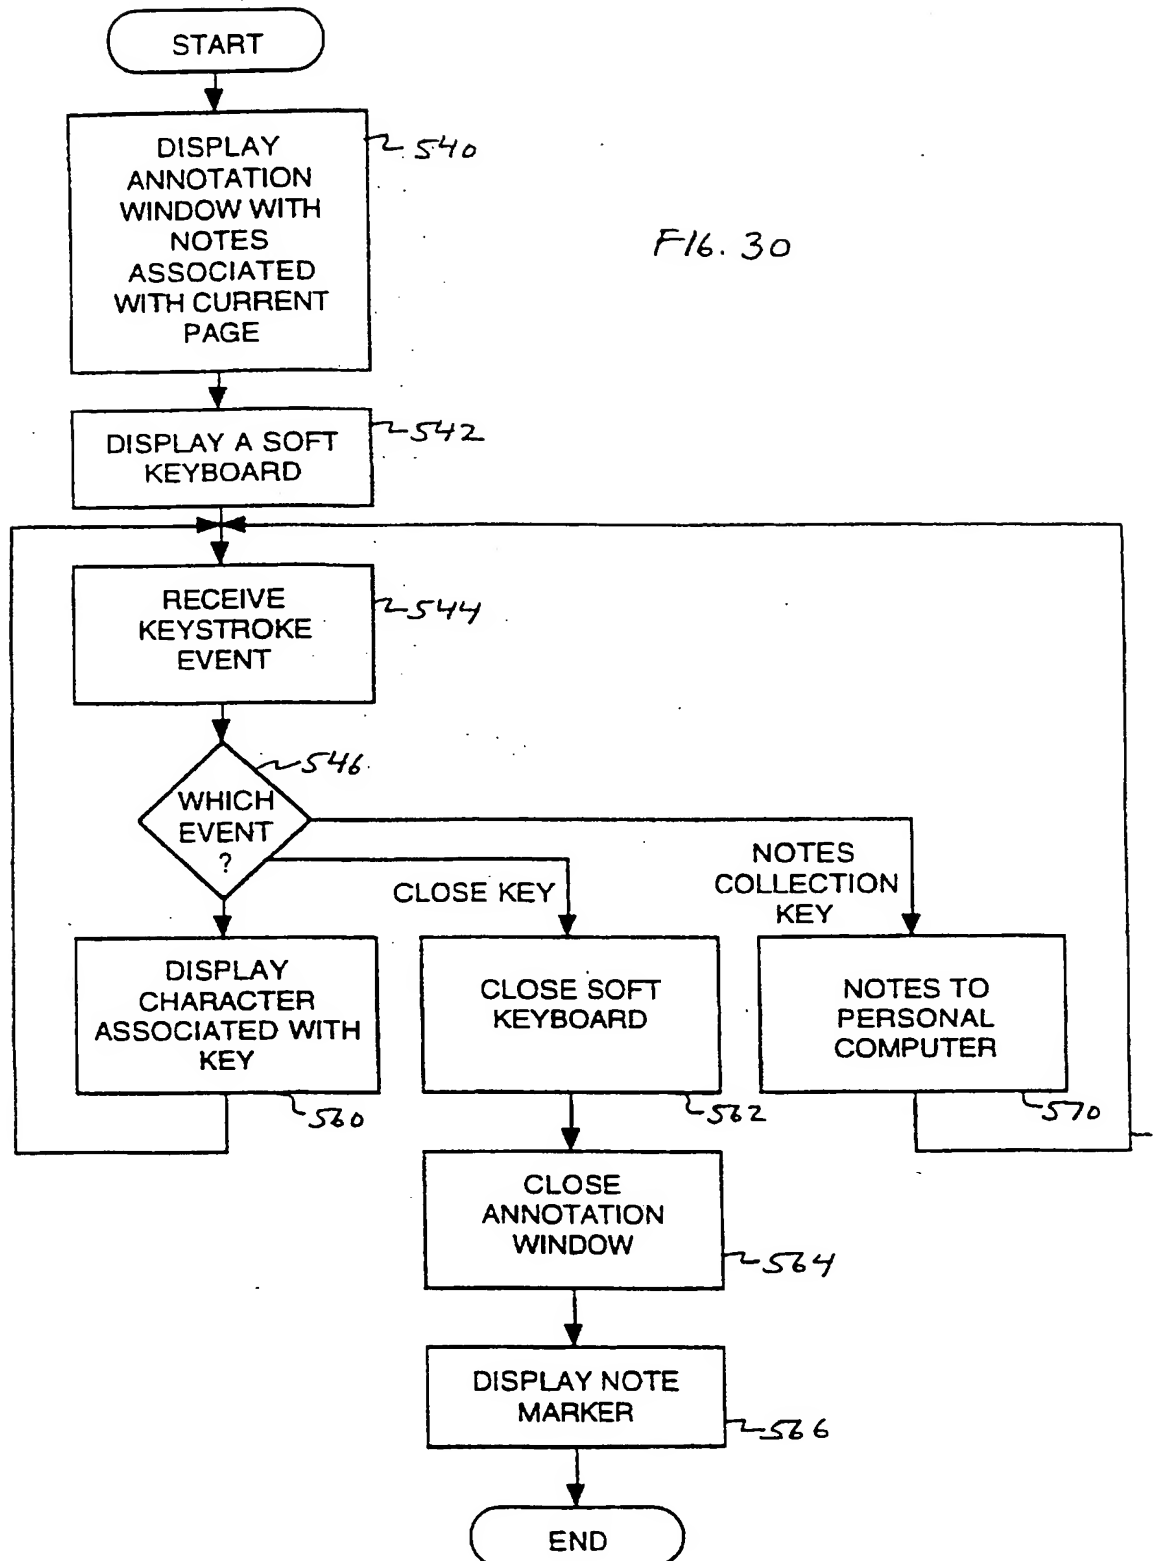 START
DISPLAY
ANNOTATION
WINDOW WITH
NOTES
ASSOCIATED
WITH CURRENT
PAGE
540
FIG. 30
DISPLAY A SOFT
KEYBOARD
542
RECEIVE
KEYSTROKE
EVENT
544
WHICH
EVENT
?
546
CLOSE KEY
NOTES
COLLECTION
KEY
DISPLAY
CHARACTER
ASSOCIATED WITH
KEY
560
CLOSE SOFT
KEYBOARD
562
NOTES TO
PERSONAL
COMPUTER
570
CLOSE
ANNOTATION
WINDOW
564
DISPLAY NOTE
MARKER
566
END